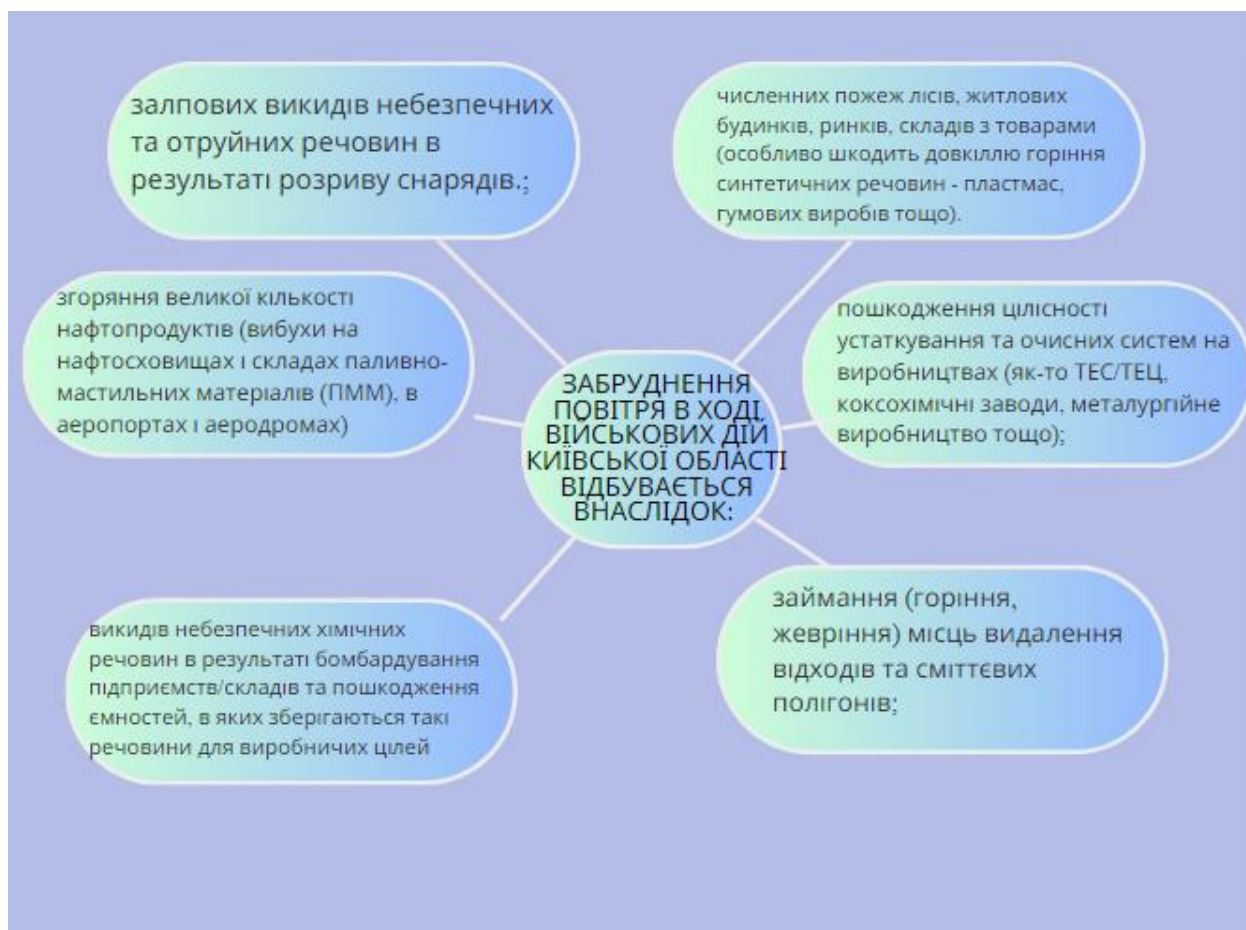 залпових викидів небезпечних
та отруйних речовин в
результаті розриву снарядів.;
численних пожеж лісів, житлових
будинків, ринків, складів з товарами
(особливо шкодить довкіллю горіння
синтетичних речовин - пластмас,
гумових виробів тощо).
згоряння великої кількості
нафтопродуктів (вибухи на
нафтосховищах і складах паливно-
мастильних матеріалів (ПММ), в
аеропортах і аеродромах)
пошкодження цілісності
устаткування та очисних систем на
виробництвах (як-то ТЕС/ТЕЦ,
коксохімічні заводи, металургійне
виробництво тощо);
ЗАБРУДНЕННЯ
ПОВІТРЯ В ХОДІ
ВІЙСЬКОВИХ ДІЙ
КИЇВСЬКОЇ ОБЛАСТІ
ВІДБУВАЄТЬСЯ
ВНАСЛІДОК:
викидів небезпечних хімічних
речовин в результаті бомбардування
підприємств/складів та пошкодження
ємностей, в яких зберігаються такі
речовини для виробничих цілей
займання (горіння,
жевріння) місць видалення
відходів та сміттєвих
полігонів;